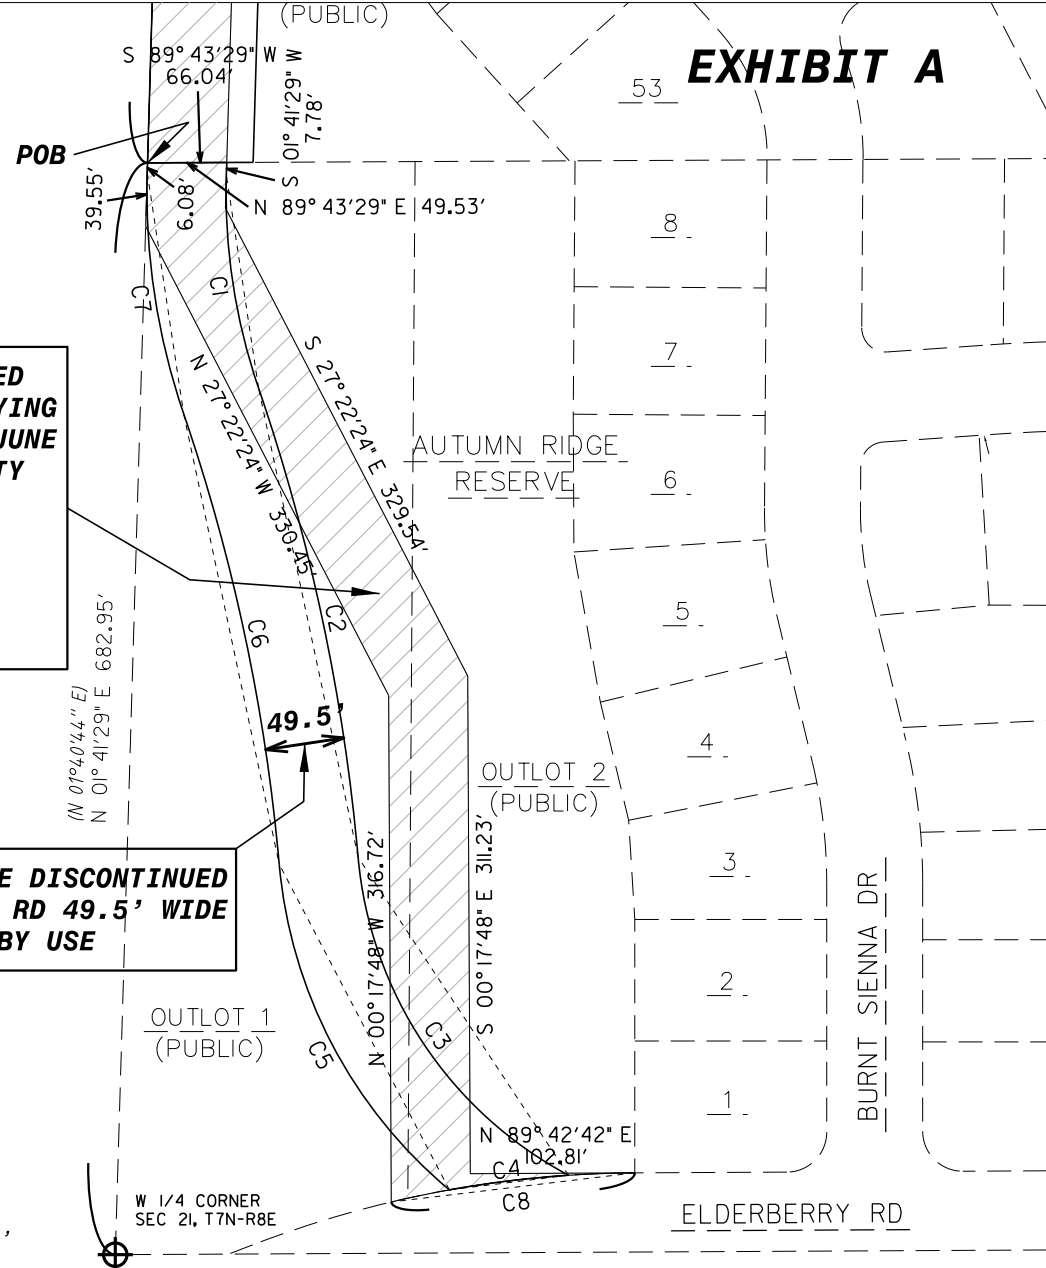 (PUBLIC)
S 89° 43'29" W
66.04'
S 01° 41'29" W
7.78'
EXHIBIT A
53
POB
39.55'
6.08'
N 89° 43'29" E 49.53'
8
C7
C1
7
S 27° 22'24" E 329.54'
N 27° 22'24" W 330.45'
AUTUMN RIDGE
RESERVE
6
ED
YING
JUNE
TY
C6
C2
5
(N 01°40'44" E)
N 01° 41'29" E 682.95'
49.5'
4
OUTLOT 2
(PUBLIC)
N 00° 17'48" W 316.72'
S 00° 17'48" E 311.23'
3
E DISCONTINUED
RD 49.5' WIDE
BY USE
BURNT SIENNA DR
2
OUTLOT 1
(PUBLIC)
C5
C3
1
N 89° 42'42" E
102.81'
C4
C8
W 1/4 CORNER
SEC 21, T7N-R8E
ELDERBERRY RD
,